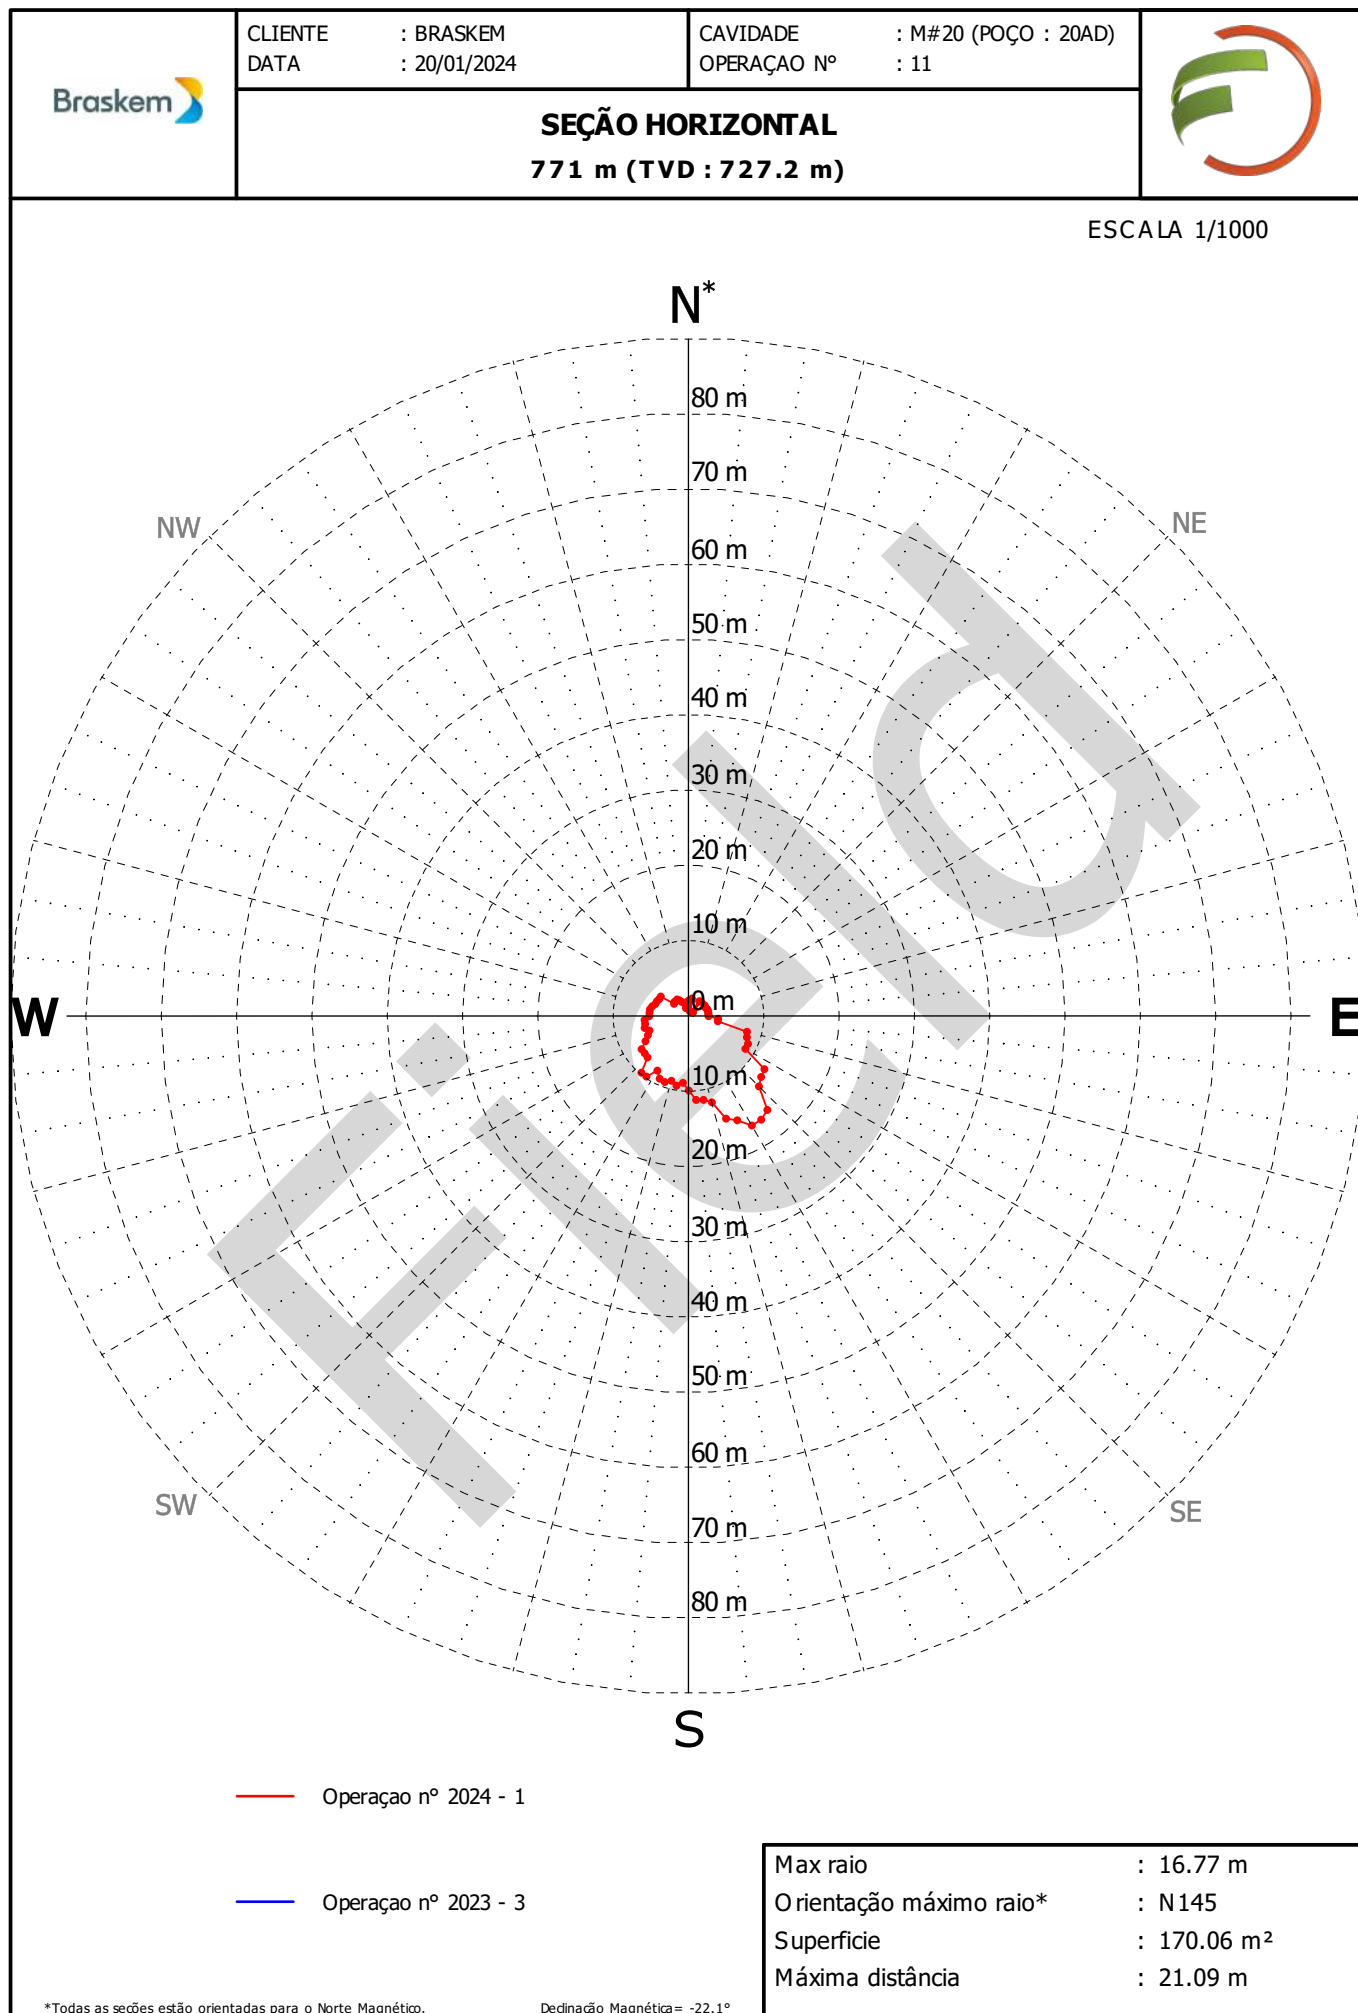 Braskem
CLIENTE : BRASKEM
DATA : 20/01/2024
CAVIDADE : M#20 (POÇO : 20AD)
OPERAÇAO N° : 11
SEÇÃO HORIZONTAL
771 m (TVD : 727.2 m)
ESCALA 1/1000
N*
80 m
70 m
NW
NE
60 m
50 m
40 m
30 m
20 m
10 m
0 m
W
E
10 m
20 m
30 m
40 m
50 m
60 m
SW
SE
70 m
80 m
S
Field
Operaçao n° 2024 - 1
Operaçao n° 2023 - 3
Max raio : 16.77 m
Orientação máximo raio* : N145
Superficie : 170.06 m²
Máxima distância : 21.09 m
*Todas as seções estão orientadas para o Norte Magnético.
Declinação Magnética= -22.1°